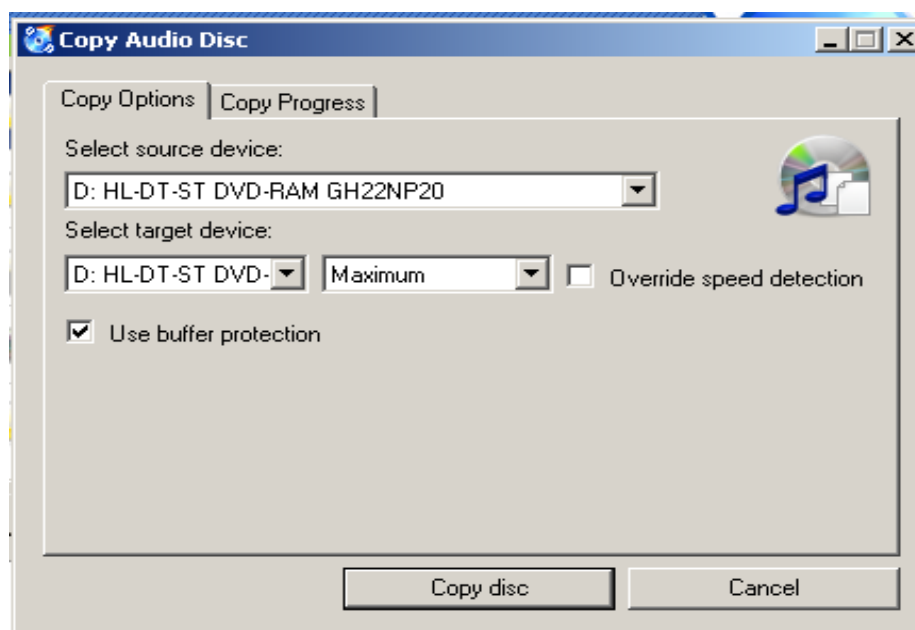 Copy Audio Disc
Copy Options
Copy Progress
Select source device:
D: HL-DT-ST DVD-RAM GH22NP20
Select target device:
D: HL-DT-ST DVD-
Maximum
Override speed detection
Use buffer protection
Copy disc
Cancel